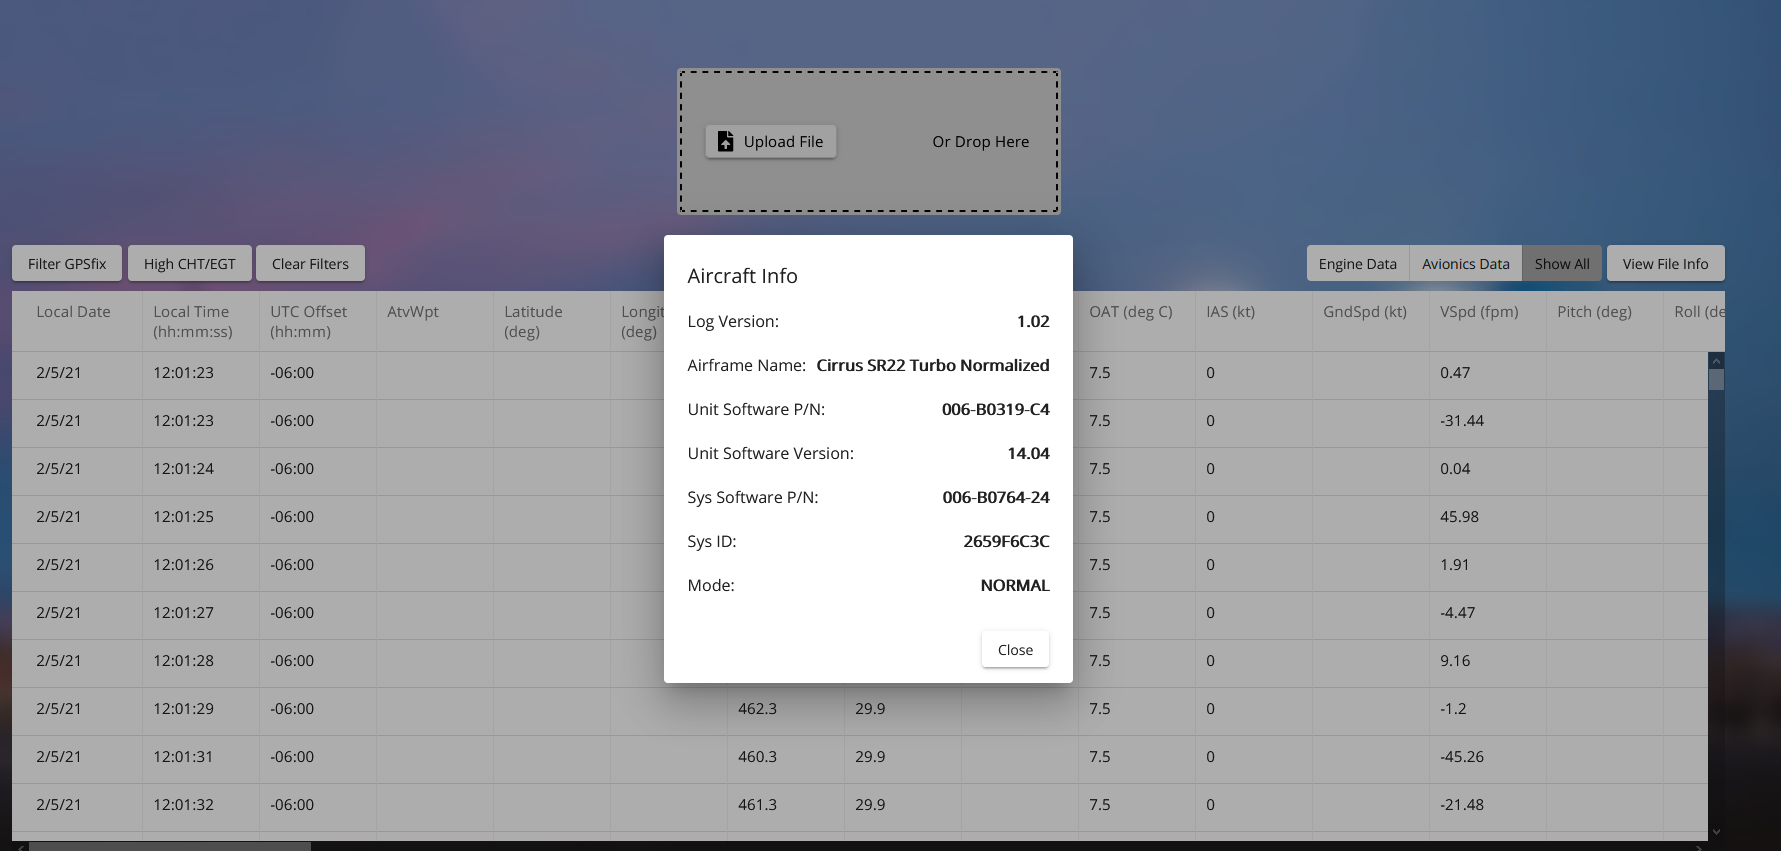 Upload File
Or Drop Here
Filter GPSfix
High CHT/EGT
Clear Filters
Engine Data
Avionics Data
Show All
View File Info
Local Date
Local Time
(hh:mm:ss)
UTC Offset
(hh:mm)
AtvWpt
Latitude
(deg)
Longit
(deg)
OAT (deg C)
IAS (kt)
GndSpd (kt)
VSpd (fpm)
Pitch (deg)
Roll (de
2/5/21 12:01:23 -06:00 7.5 0 0.47
2/5/21 12:01:23 -06:00 7.5 0 -31.44
2/5/21 12:01:24 -06:00 7.5 0 0.04
2/5/21 12:01:25 -06:00 7.5 0 45.98
2/5/21 12:01:26 -06:00 7.5 0 1.91
2/5/21 12:01:27 -06:00 7.5 0 -4.47
2/5/21 12:01:28 -06:00 7.5 0 9.16
2/5/21 12:01:29 -06:00 462.3 29.9 7.5 0 -1.2
2/5/21 12:01:31 -06:00 460.3 29.9 7.5 0 -45.26
2/5/21 12:01:32 -06:00 461.3 29.9 7.5 0 -21.48
Aircraft Info
Log Version: 1.02
Airframe Name: Cirrus SR22 Turbo Normalized
Unit Software P/N: 006-B0319-C4
Unit Software Version: 14.04
Sys Software P/N: 006-B0764-24
Sys ID: 2659F6C3C
Mode: NORMAL
Close